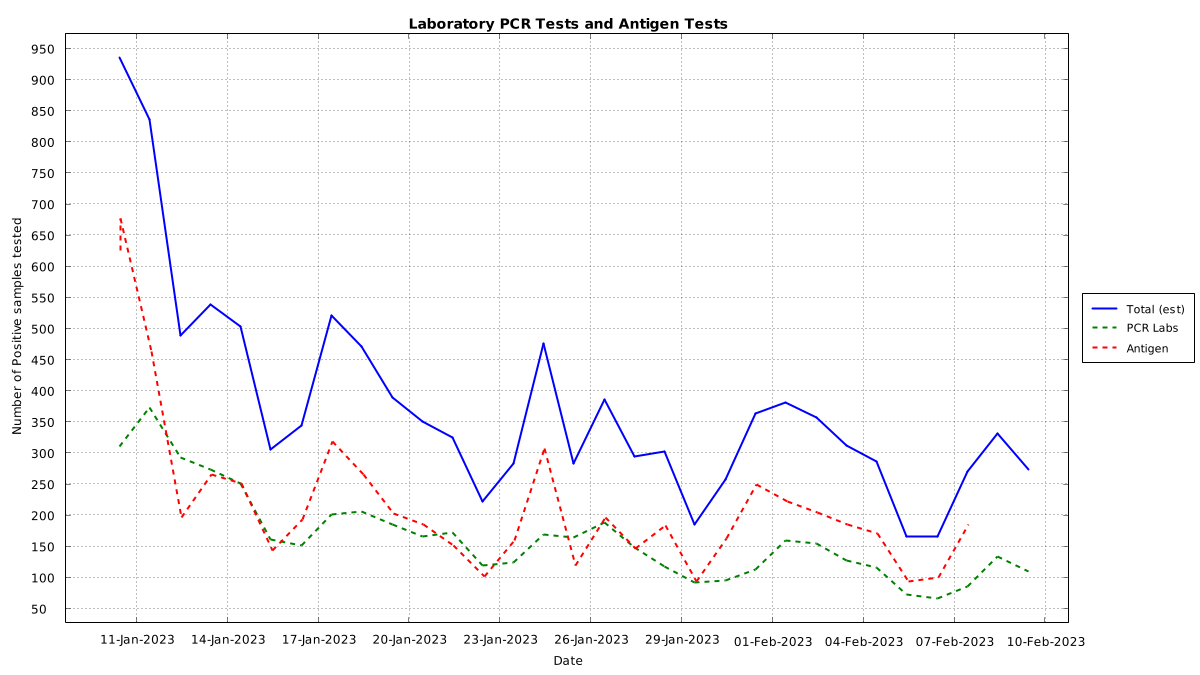 Laboratory PCR Tests and Antigen Tests
950
900
850
800
750
700
650
600
550
500
450
400
350
300
250
200
150
100
50
Number of Positive samples tested
11-Jan-2023 14-Jan-2023 17-Jan-2023 20-Jan-2023 23-Jan-2023 26-Jan-2023 29-Jan-2023 01-Feb-2023 04-Feb-2023 07-Feb-2023 10-Feb-2023
Date
Total (est)
PCR Labs
Antigen